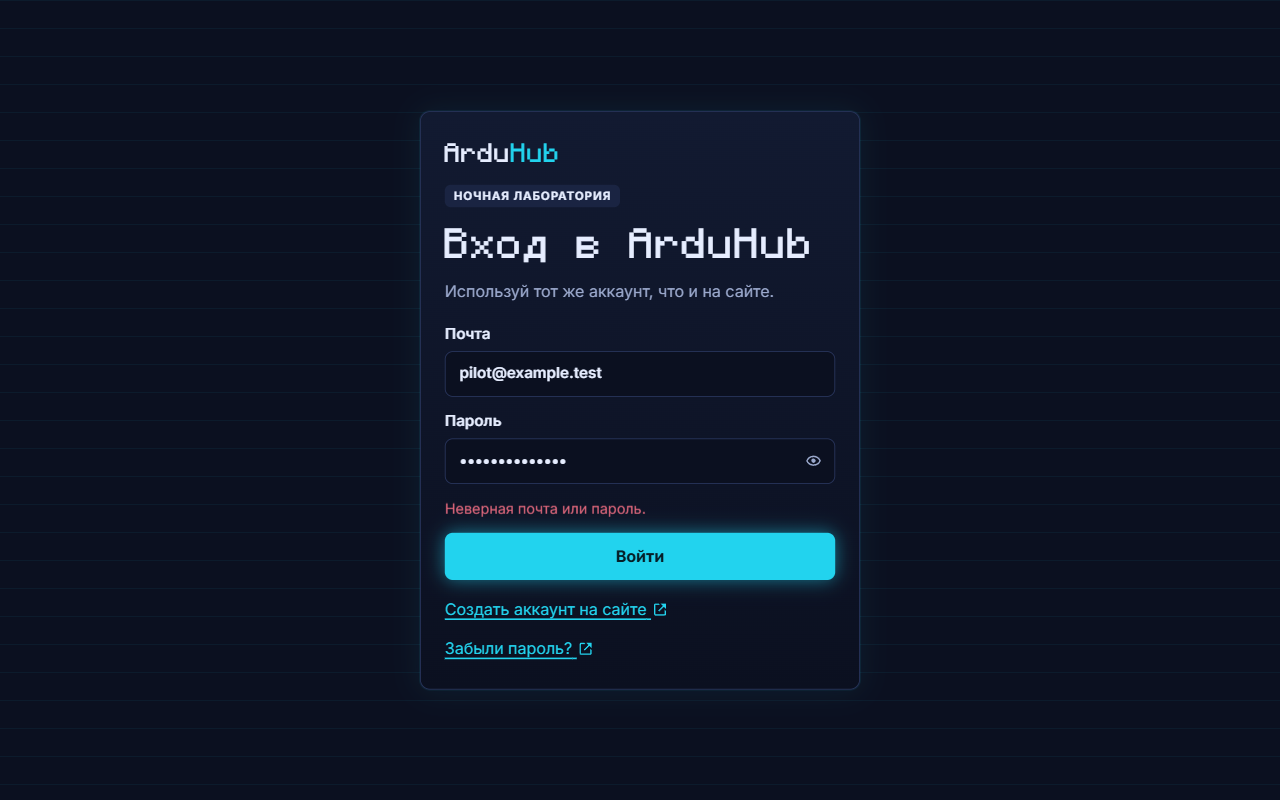 ArduHub
НОЧНАЯ ЛАБОРАТОРИЯ
Вход в ArduHub
Используй тот же аккаунт, что и на сайте.
Почта
pilot@example.test
Пароль
••••••••••••••
Неверная почта или пароль.
Войти
Создать аккаунт на сайте
Забыли пароль?